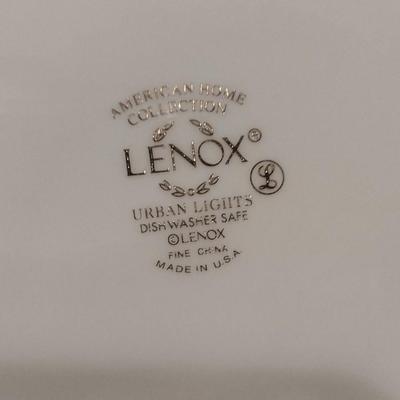 AMERICAN HOME
COLLECTION
LENOX®
L
URBAN LIGHTS
DISHWASHER SAFE
©LENOX
FINE CHINA
MADE IN U.S.A.